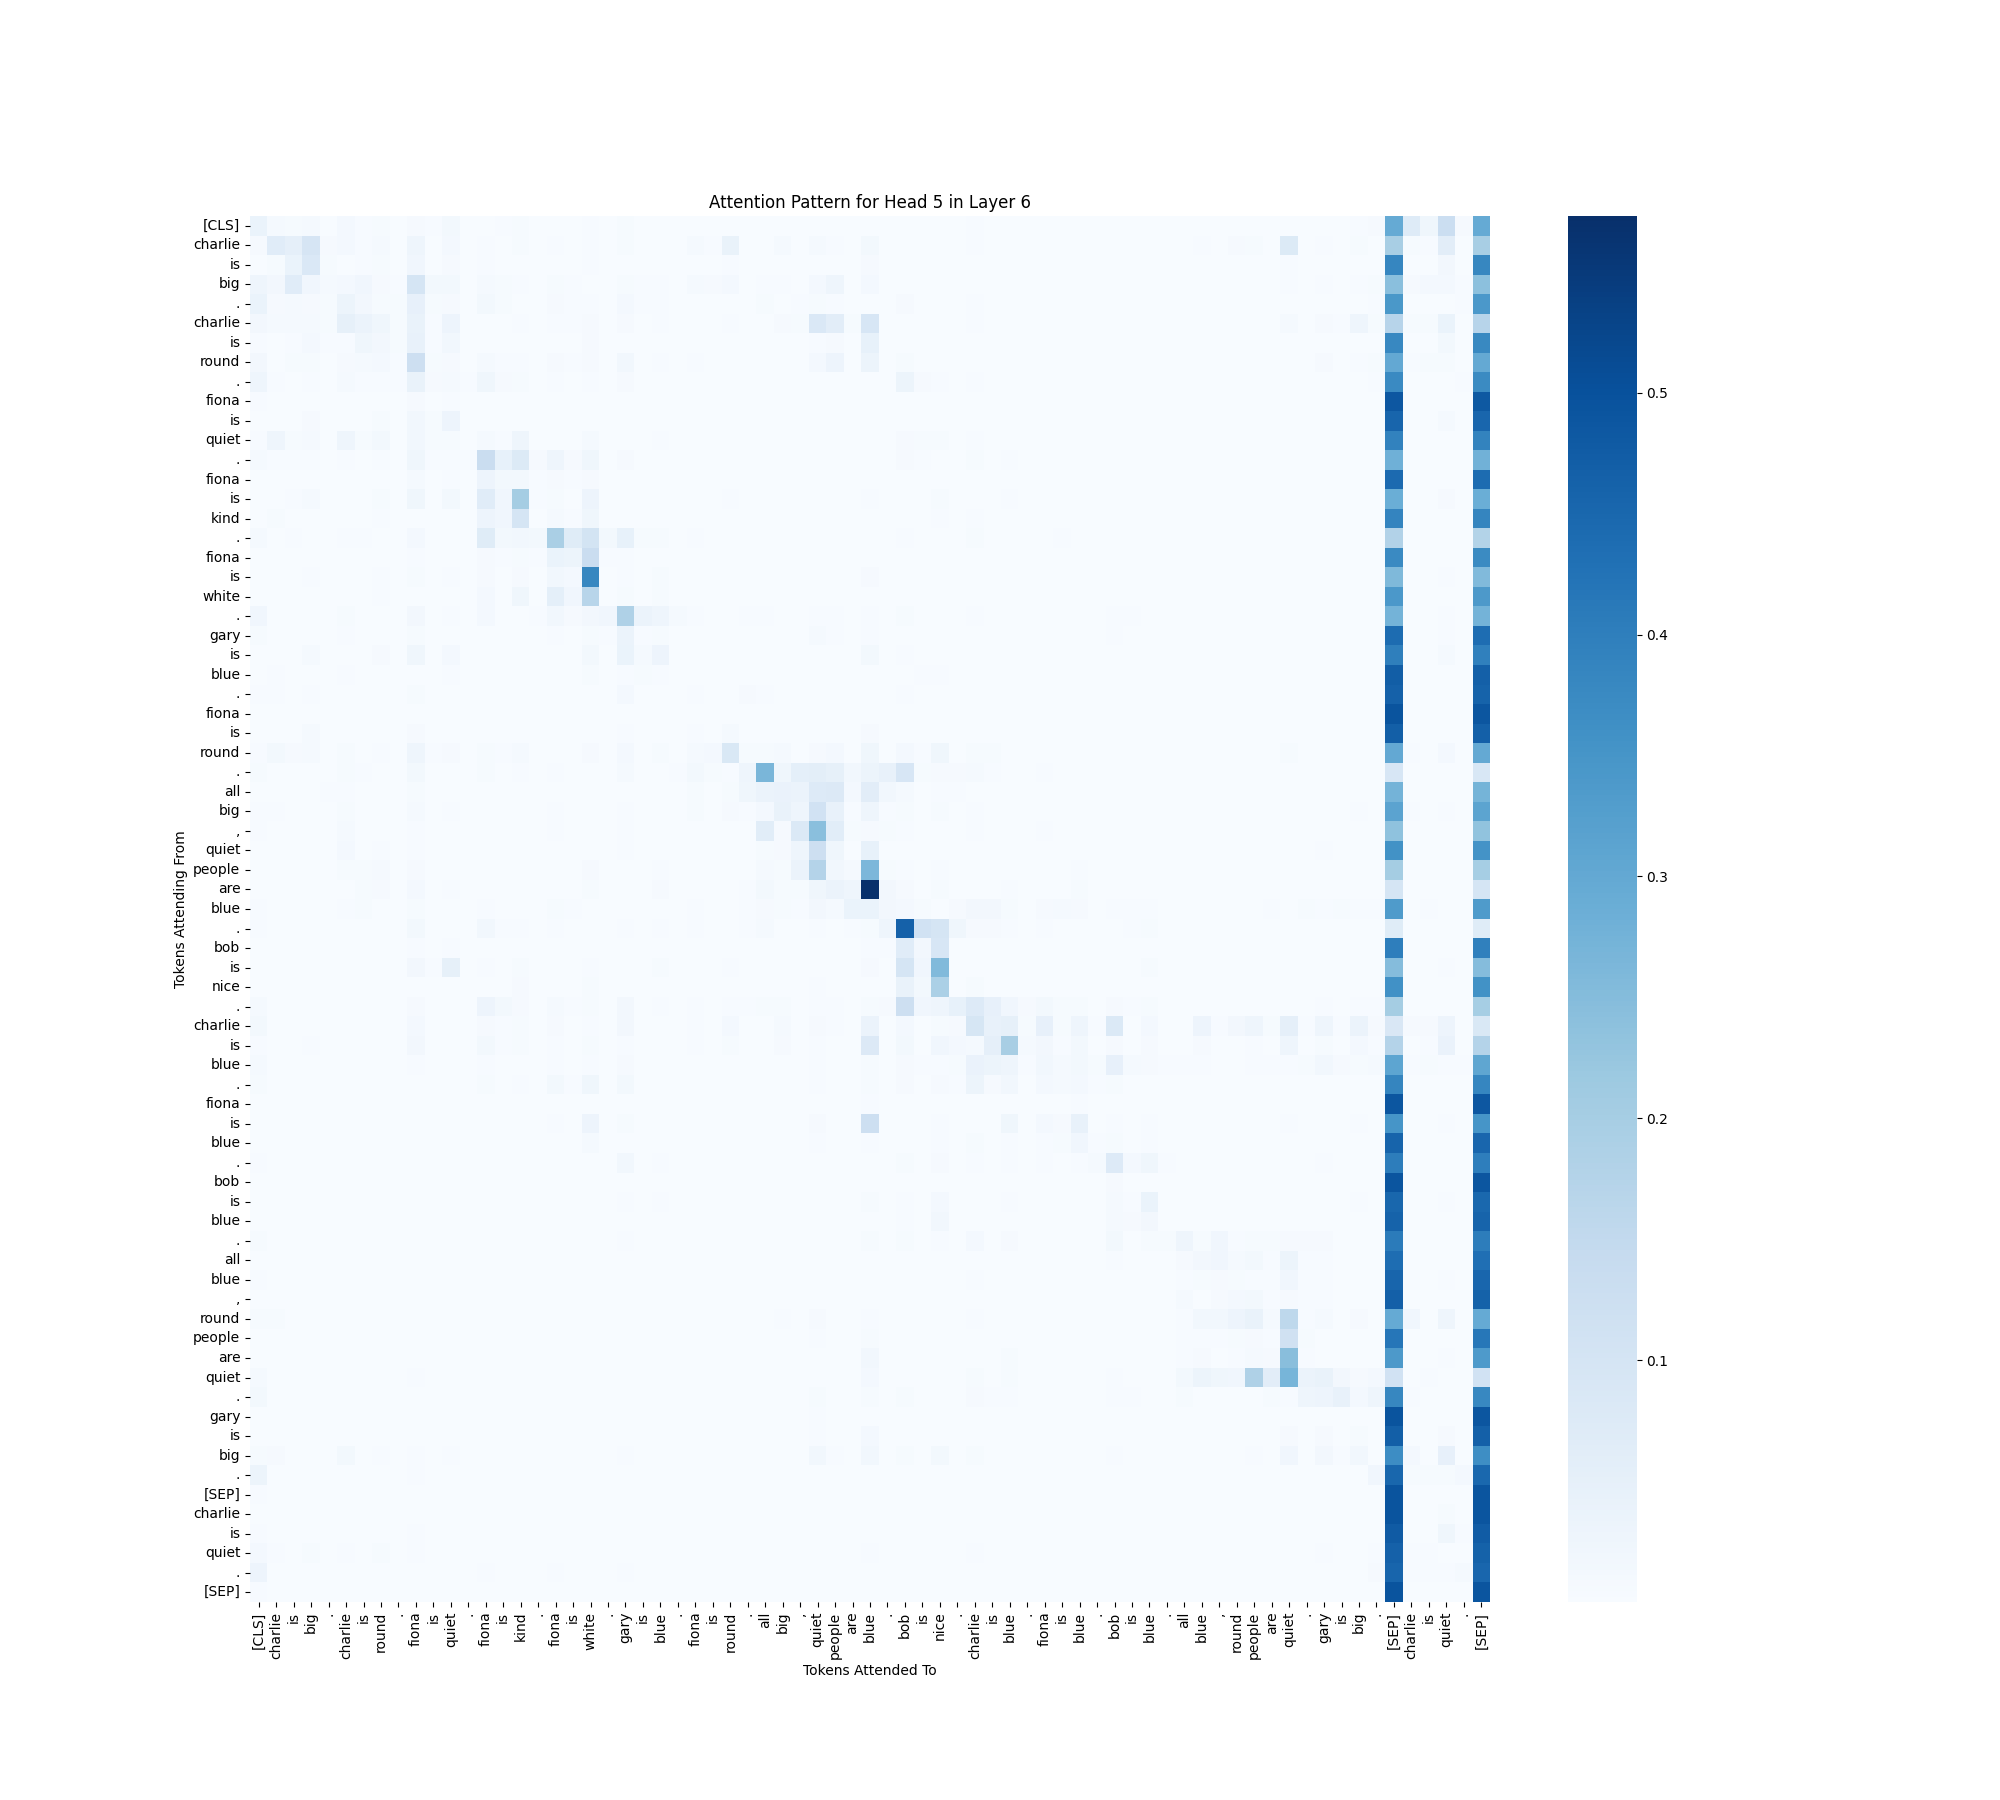 Attention Pattern for Head 5 in Layer 6
[CLS]
charlie
is
big
.
charlie
is
round
.
fiona
is
quiet
.
fiona
is
kind
.
fiona
is
white
.
gary
is
blue
.
fiona
is
round
.
all
big
,
quiet
people
are
blue
.
bob
is
nice
.
charlie
is
blue
.
fiona
is
blue
.
bob
is
blue
.
all
blue
,
round
people
are
quiet
.
gary
is
big
.
[SEP]
charlie
is
quiet
.
[SEP]
Tokens Attending From
[CLS]
charlie
is
big
.
charlie
is
round
.
fiona
is
quiet
.
fiona
is
kind
.
fiona
is
white
.
gary
is
blue
.
fiona
is
round
.
all
big
,
quiet
people
are
blue
.
bob
is
nice
.
charlie
is
blue
.
fiona
is
blue
.
bob
is
blue
.
all
blue
,
round
people
are
quiet
.
gary
is
big
.
[SEP]
charlie
is
quiet
.
[SEP]
Tokens Attended To
0.5
0.4
0.3
0.2
0.1